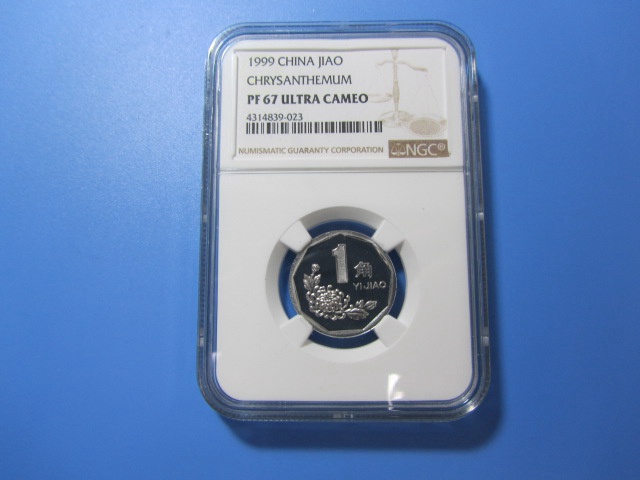 1999 CHINA JIAO
CHRYSANTHEMUM
PF 67 ULTRA CAMEO
4314839-023
NUMISMATIC GUARANTY CORPORATION
NGC®
1角
YI JIAO